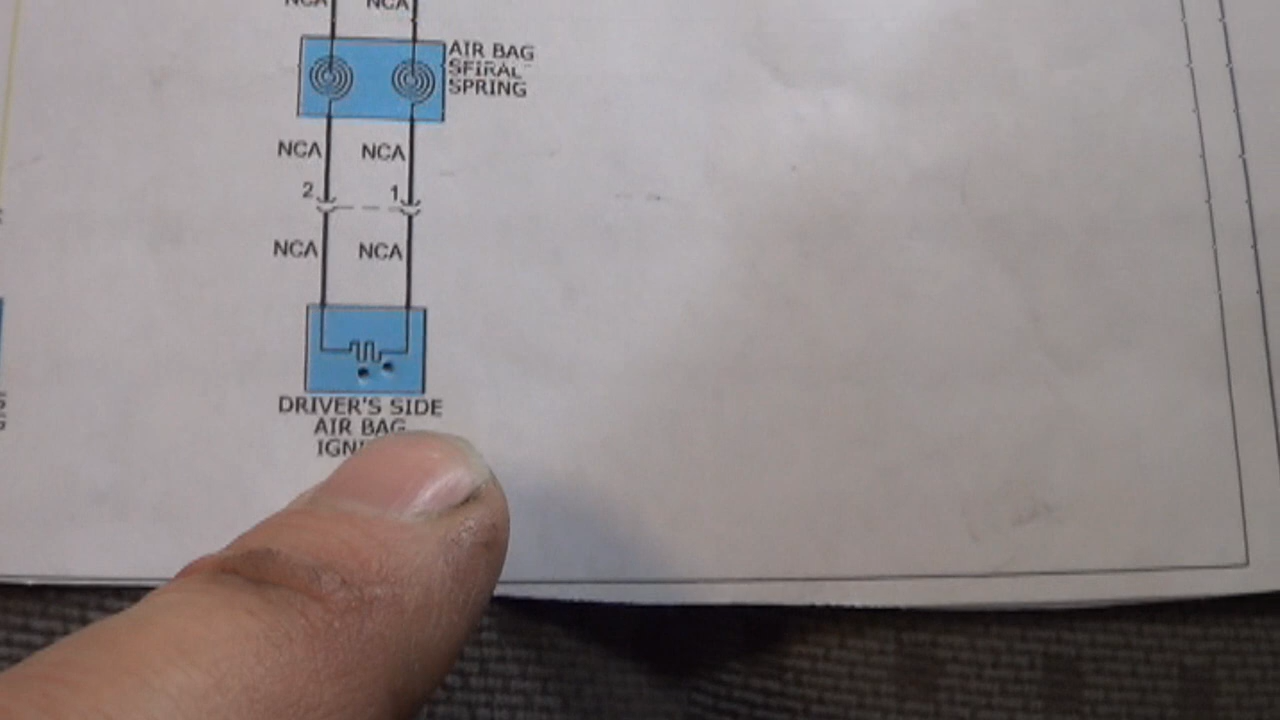 NCA NCA
AIR BAG
SPIRAL
SPRING
NCA NCA
2 1
NCA NCA
DRIVER'S SIDE
AIR BAG